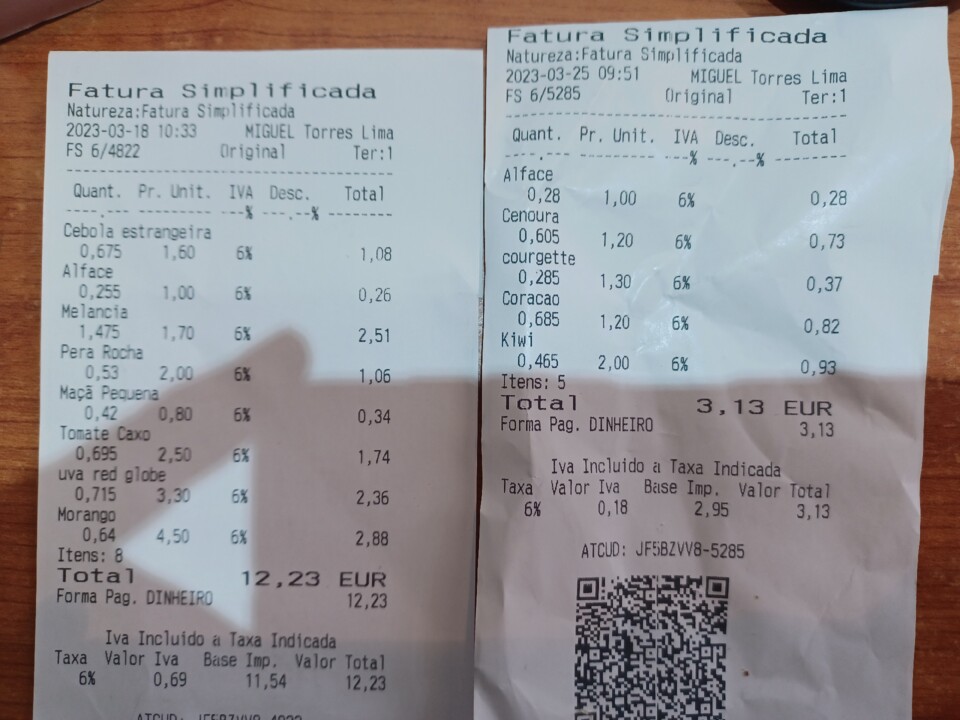 Fatura Simplificada
Natureza:Fatura Simplificada
2023-03-18 10:33 MIGUEL Torres Lima
FS 6/4822 Original Ter:1
Quant. Pr. Unit. IVA Desc. Total
---.- --------- ---% ---.--% --------
Cebola estrangeira
0,675 1,60 6% 1,08
Alface
0,255 1,00 6% 0,26
Melancia
1,475 1,70 6% 2,51
Pera Rocha
0,53 2,00 6% 1,06
Maçã Pequena
0,42 0,80 6% 0,34
Tomate Caxo
0,695 2,50 6% 1,74
uva red globe
0,715 3,30 6% 2,36
Morango
0,64 4,50 6% 2,88
Itens: 8
Total 12,23 EUR
Forma Pag. DINHEIRO 12,23
Iva Incluido a Taxa Indicada
Taxa Valor Iva Base Imp. Valor Total
6% 0,69 11,54 12,23
Fatura Simplificada
Natureza:Fatura Simplificada
2023-03-25 09:51 MIGUEL Torres Lima
FS 6/5285 Original Ter:1
Quant. Pr. Unit. IVA Desc. Total
---.- --------- ---% ---.--% --------
Alface
0,28 1,00 6% 0,28
Cenoura
0,605 1,20 6% 0,73
courgette
0,285 1,30 6% 0,37
Coracao
0,685 1,20 6% 0,82
Kiwi
0,465 2,00 6% 0,93
Itens: 5
Total 3,13 EUR
Forma Pag. DINHEIRO 3,13
Iva Incluido a Taxa Indicada
Taxa Valor Iva Base Imp. Valor Total
6% 0,18 2,95 3,13
ATCUD: JF5BZVV8-5285